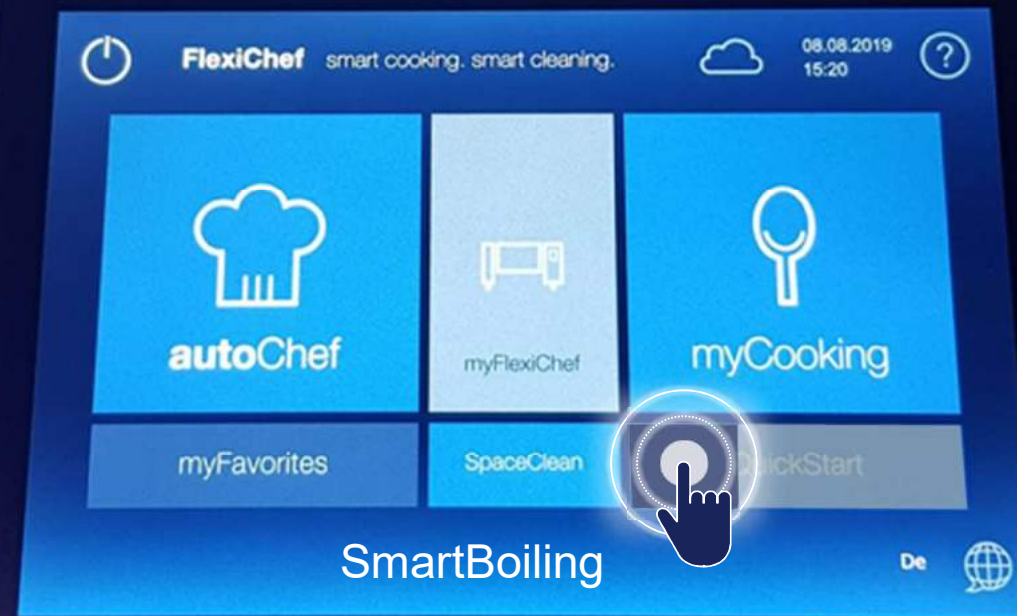 FlexiChef smart cooking. smart cleaning.
08.08.2019
15:20
?
autoChef
myFlexiChef
myCooking
myFavorites
SpaceClean
QuickStart
SmartBoiling
De